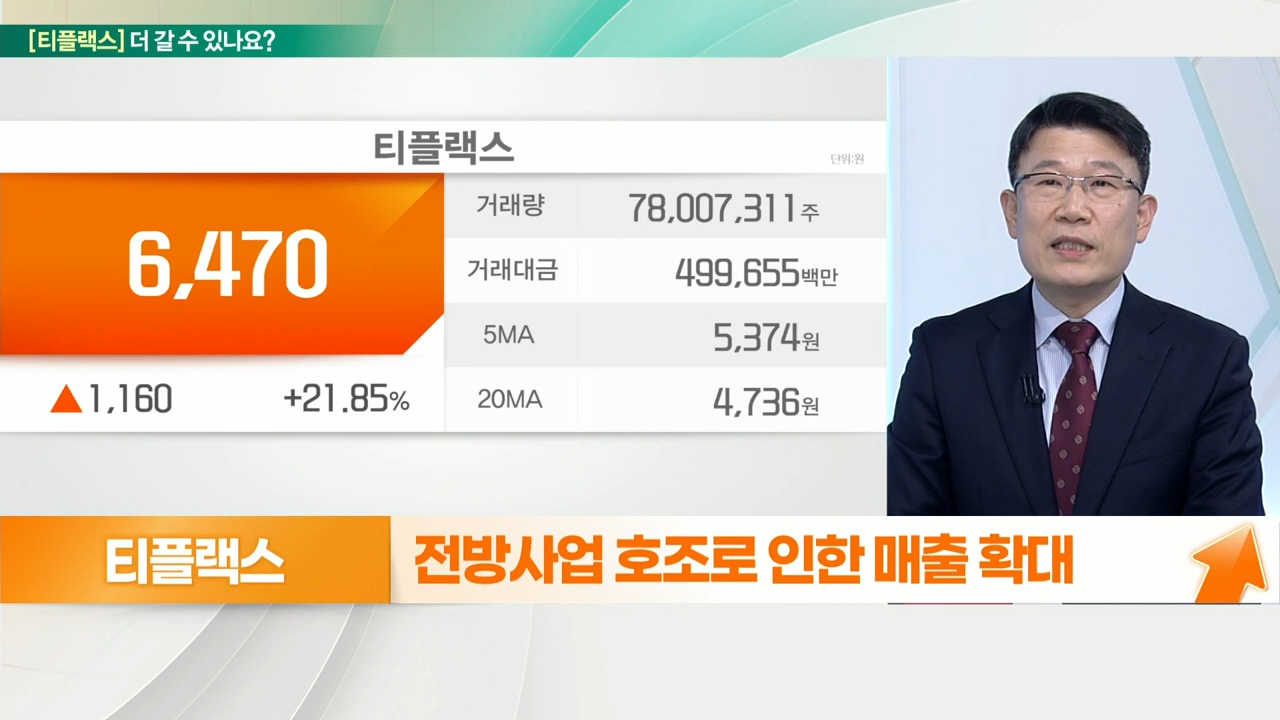 [티플랙스] 더 갈 수 있나요?
티플랙스
단위:원
6,470
▲1,160 +21.85%
거래량 78,007,311주
거래대금 499,655백만
5MA 5,374원
20MA 4,736원
티플랙스 전방사업 호조로 인한 매출 확대